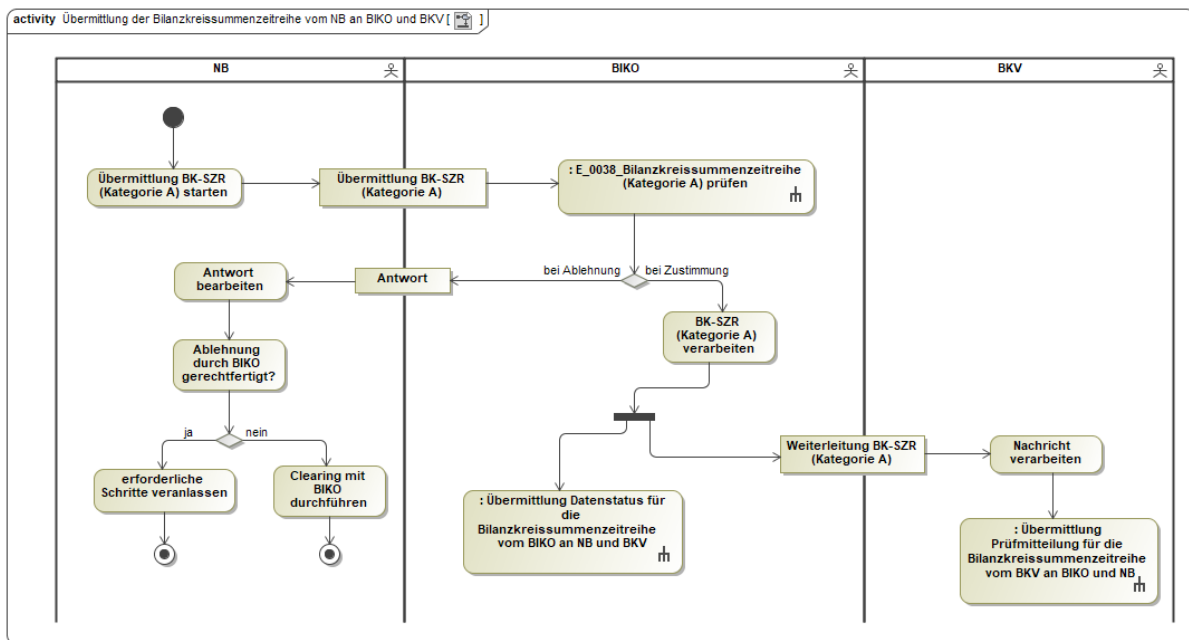 activity Übermittlung der Bilanzkreissummenzeitreihe vom NB an BIKO und BKV [ ]
NB
BIKO
BKV
Übermittlung BK-SZR
(Kategorie A) starten
Übermittlung BK-SZR
(Kategorie A)
: E_0038_Bilanzkreissummenzeitreihe
(Kategorie A) prüfen
bei Ablehnung
bei Zustimmung
Antwort
Antwort
bearbeiten
BK-SZR
(Kategorie A)
verarbeiten
Ablehnung
durch BIKO
gerechtfertigt?
ja
nein
erforderliche
Schritte veranlassen
Clearing mit
BIKO
durchführen
Weiterleitung BK-SZR
(Kategorie A)
Nachricht
verarbeiten
: Übermittlung Datenstatus für
die
Bilanzkreissummenzeitreihe
vom BIKO an NB und BKV
: Übermittlung
Prüfmitteilung für die
Bilanzkreissummenzeitreihe
vom BKV an BIKO und NB